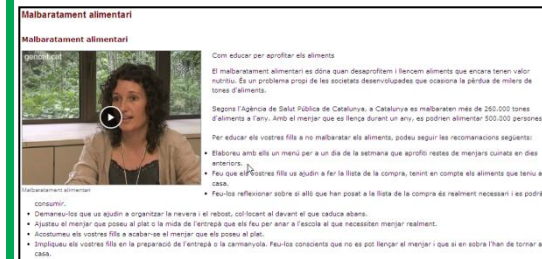 Malbaratament alimentari
Malbaratament alimentari
gencat.cat
Malbaratament alimentari
Com educar per aprofitar els aliments
El malbaratament alimentari es dóna quan desaprofitem i llencem aliments que encara tenen valor
nutritiu. És un problema propi de les societats desenvolupades que ocasiona la pèrdua de milers de
tones d'aliments.
Segons l'Agència de Salut Pública de Catalunya, a Catalunya es malbaraten més de 260.000 tones
d'aliments a l'any. Amb el menjar que es llença durant un any, es podrien alimentar 500.000 persones
Per educar els vostres fills a no malbaratar els aliments, podeu seguir les recomanacions següents:
• Elaboreu amb ells un menú per a un dia de la setmana que aprofiti restes de menjars cuinats en dies
anteriors.
• Feu que els vostres fills us ajudin a fer la llista de la compra, tenint en compte els aliments que teniu a
casa.
• Feu-los reflexionar sobre si allò que han posat a la llista de la compra és realment necessari i es podrà
consumir.
• Demaneu-los que us ajudin a organitzar la nevera i el rebost, col·locant al davant el que caduca abans.
• Ajusteu el menjar que poseu al plat o la mida de l'entrepà que els feu per anar a l'escola al que necessiten menjar realment.
• Acostumeu els vostres fills a acabar-se el menjar que els poseu al plat.
• Impliqueu els vostres fills en la preparació de l'entrepà o la carmanyola. Feu-los conscients que no es pot llençar el menjar i que si en sobra l'han de tornar a
casa.